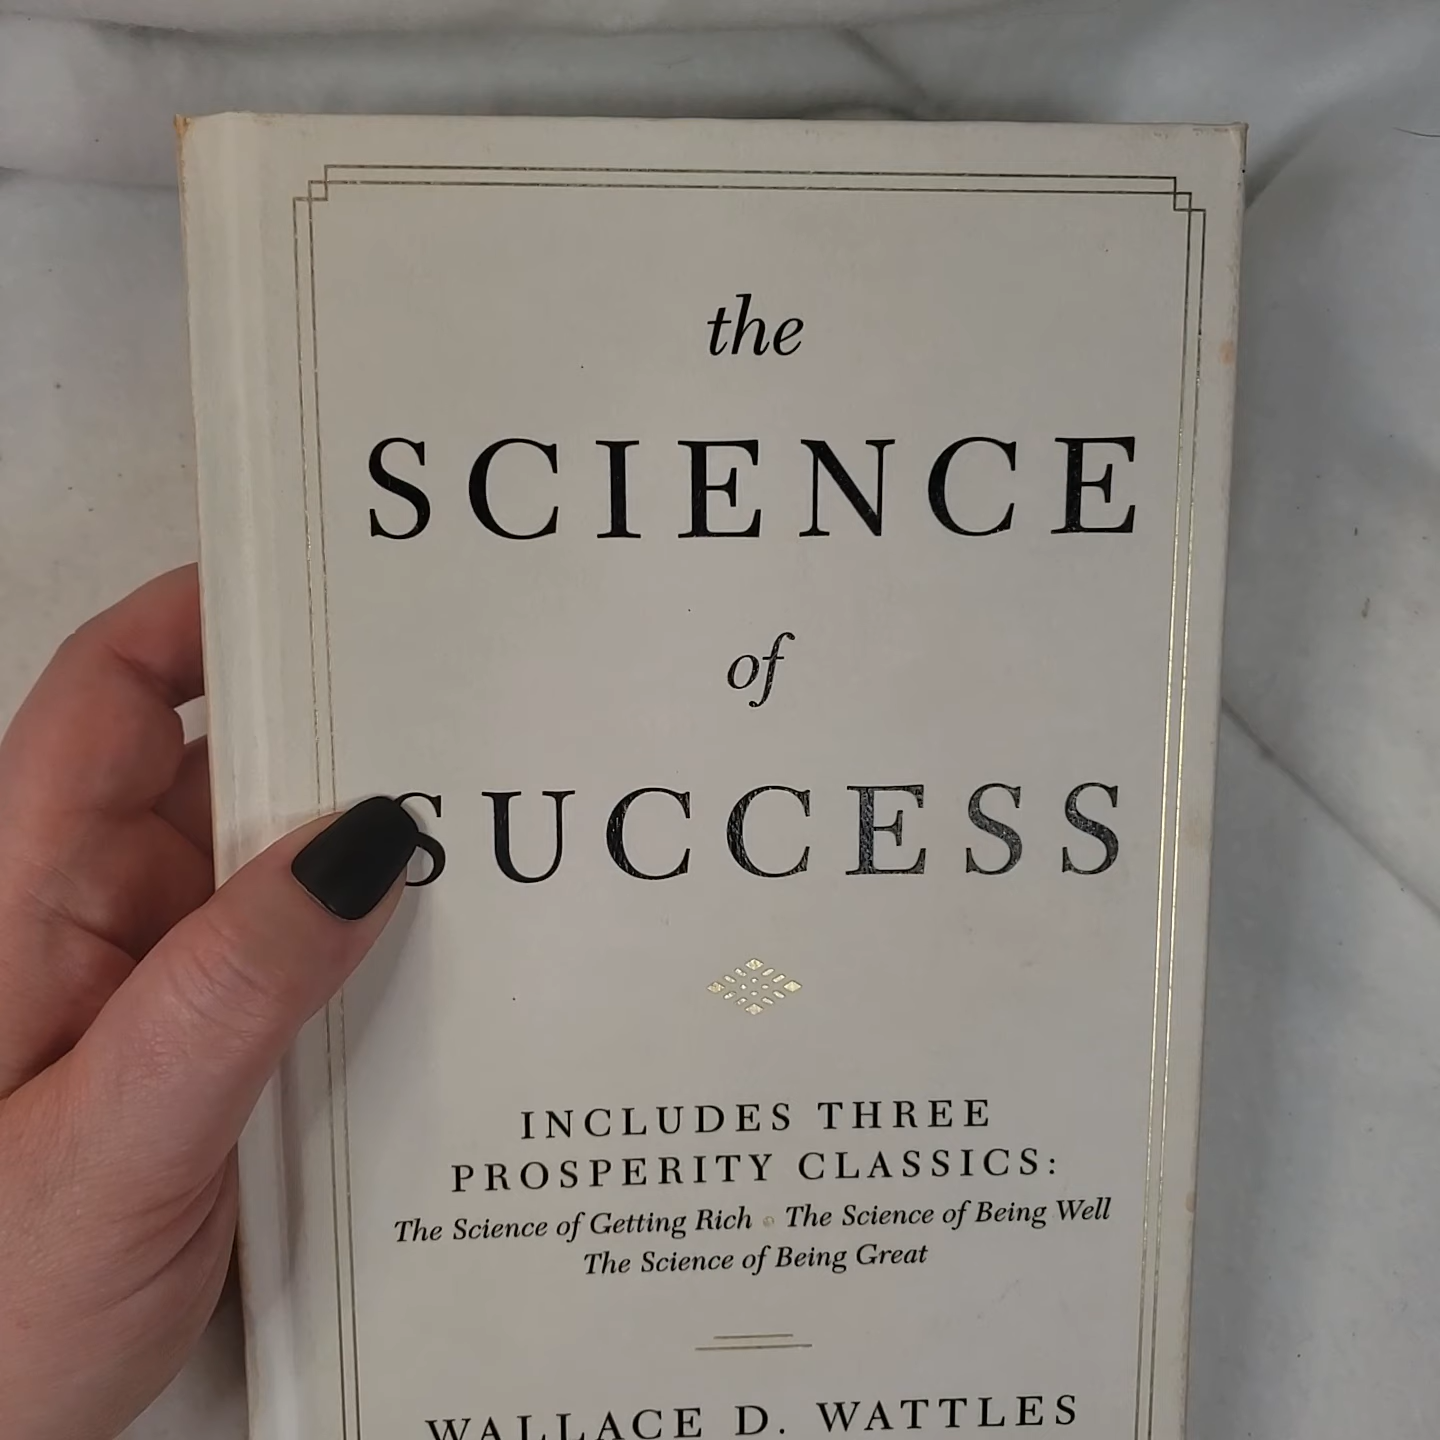 the
SCIENCE
of
SUCCESS
INCLUDES THREE
PROSPERITY CLASSICS:
The Science of Getting Rich • The Science of Being Well
The Science of Being Great
WALLACE D. WATTLES